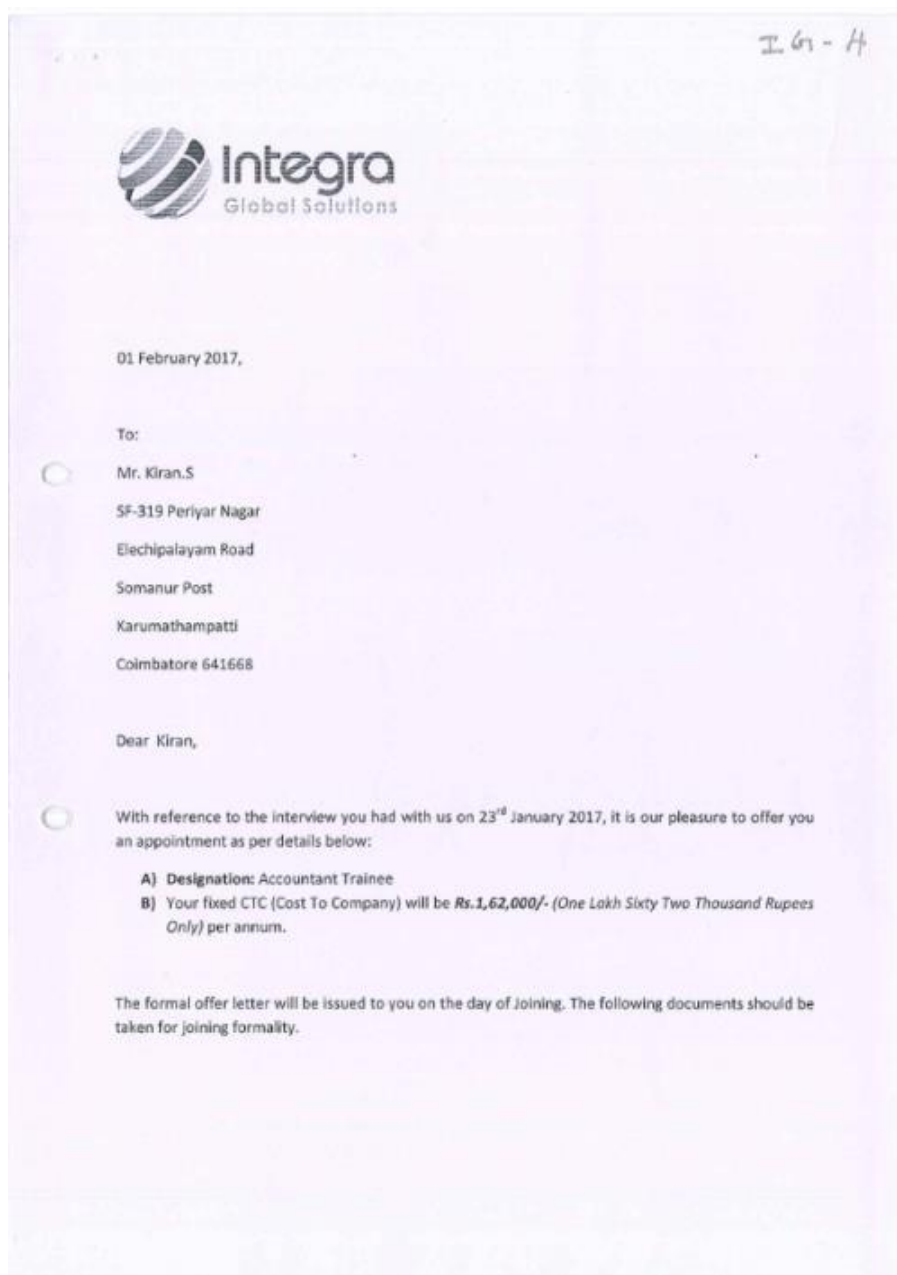 IG - H
Integra
Global Solutions
01 February 2017,
To:
Mr. Kiran.S
SF-319 Periyar Nagar
Elechipalayam Road
Somanur Post
Karumathampatti
Coimbatore 641668
Dear Kiran,
With reference to the interview you had with us on 23rd January 2017, it is our pleasure to offer you
an appointment as per details below:
A) Designation: Accountant Trainee
B) Your fixed CTC (Cost To Company) will be Rs.1,62,000/- (One Lakh Sixty Two Thousand Rupees
Only) per annum.
The formal offer letter will be issued to you on the day of Joining. The following documents should be
taken for joining formality.